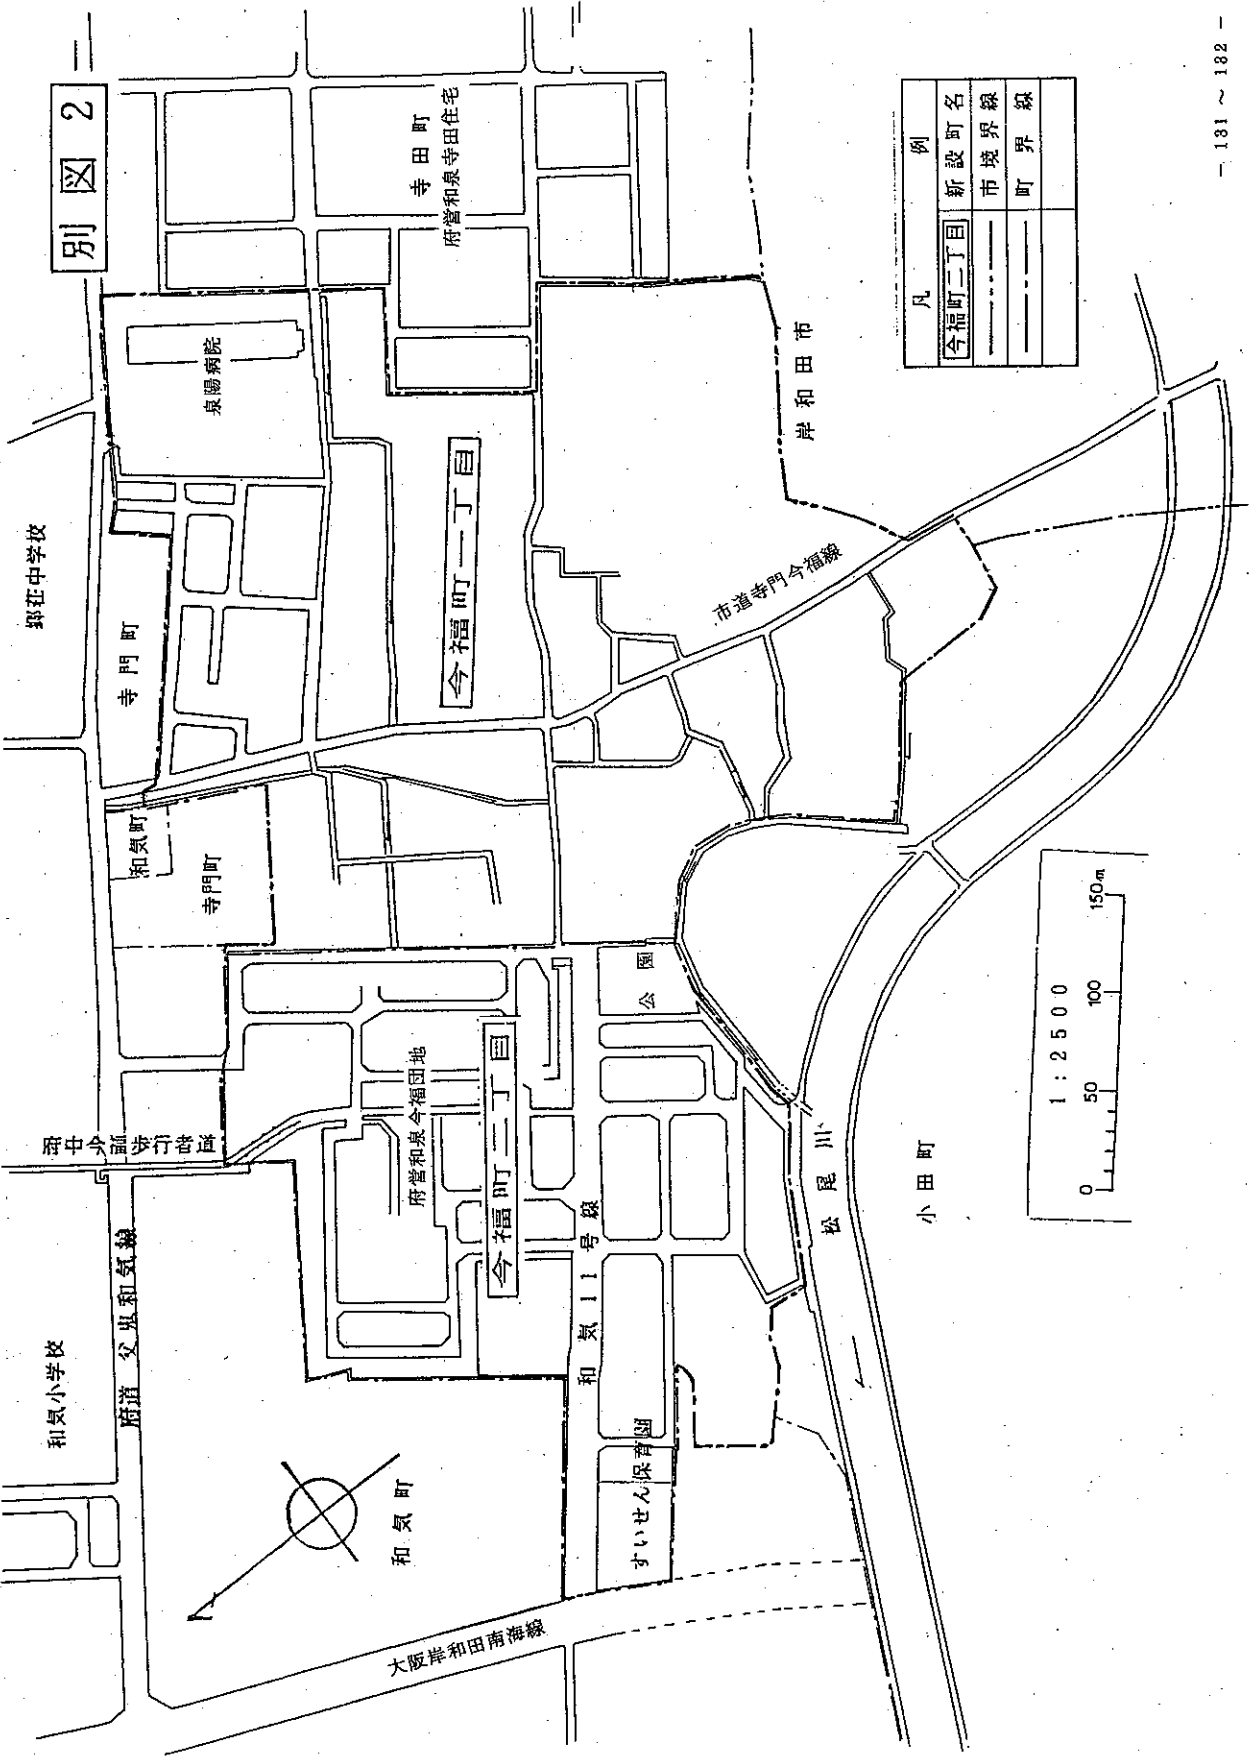 別図 2
凡例
今福町二丁目 新設町名
市境界線
町界線
郷荘中学校
泉陽病院
寺田町
府営和泉寺田住宅
寺門町
今福町一丁目
岸和田市
市道寺門今福線
和気町
寺門町
府中今福歩行者道
府営和泉今福団地
今福町二丁目
公園
和気11号線
松尾川
小田町
和気小学校
府道 父鬼和気線
和気町
すいせん保育園
大阪岸和田南海線
1:2500
0 50 100 150m
- 181 ~ 182 -